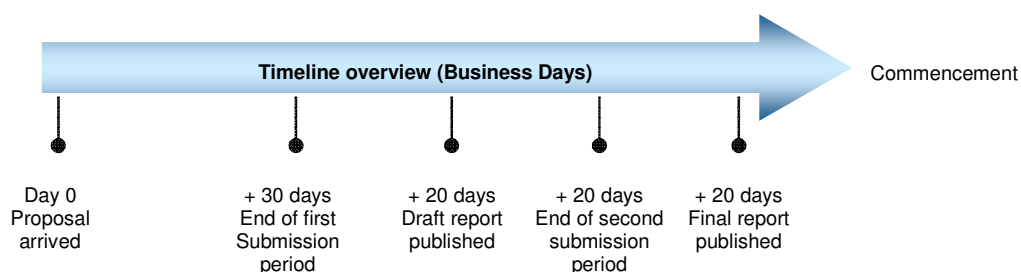 Timeline overview (Business Days)
Commencement
Day 0
Proposal
arrived
+ 30 days
End of first
Submission
period
+ 20 days
Draft report
published
+ 20 days
End of second
submission
period
+ 20 days
Final report
published